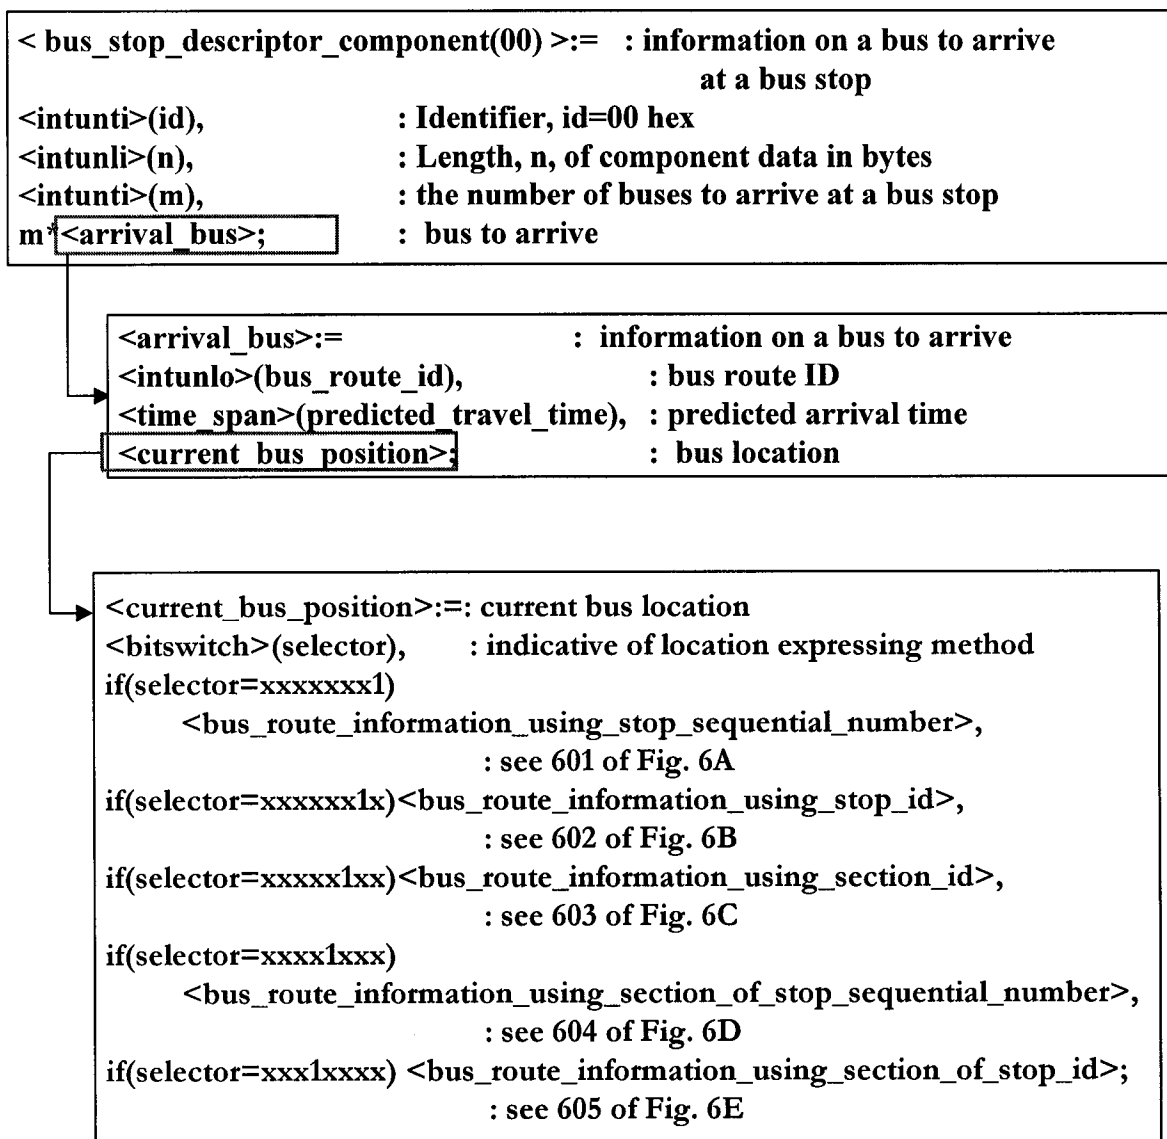 < bus_stop_descriptor_component(00) >:= : information on a bus to arrive
at a bus stop
<intunti>(id), : Identifier, id=00 hex
<intunli>(n), : Length, n, of component data in bytes
<intunti>(m), : the number of buses to arrive at a bus stop
m*<arrival_bus>; : bus to arrive
<arrival_bus>:= : information on a bus to arrive
<intunlo>(bus_route_id), : bus route ID
<time_span>(predicted_travel_time), : predicted arrival time
<current_bus_position>; : bus location
<current_bus_position>:=: current bus location
<bitswitch>(selector), : indicative of location expressing method
if(selector=xxxxxxx1)
<bus_route_information_using_stop_sequential_number>,
: see 601 of Fig. 6A
if(selector=xxxxxx1x)<bus_route_information_using_stop_id>,
: see 602 of Fig. 6B
if(selector=xxxxx1xx)<bus_route_information_using_section_id>,
: see 603 of Fig. 6C
if(selector=xxxx1xxx)
<bus_route_information_using_section_of_stop_sequential_number>,
: see 604 of Fig. 6D
if(selector=xxx1xxxx) <bus_route_information_using_section_of_stop_id>;
: see 605 of Fig. 6E